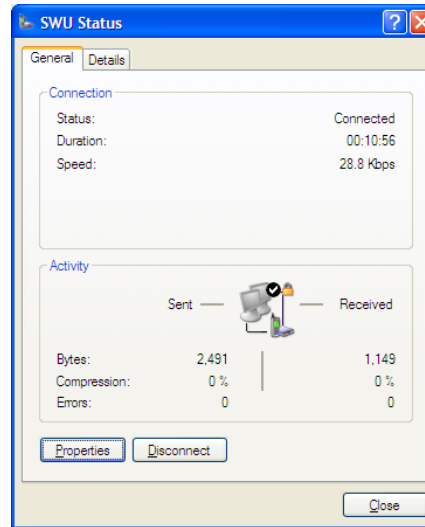 SWU Status
General Details
Connection
Status: Connected
Duration: 00:10:56
Speed: 28.8 Kbps
Activity
Sent Received
Bytes: 2,491 1,149
Compression: 0 % 0 %
Errors: 0 0
Properties Disconnect
Close